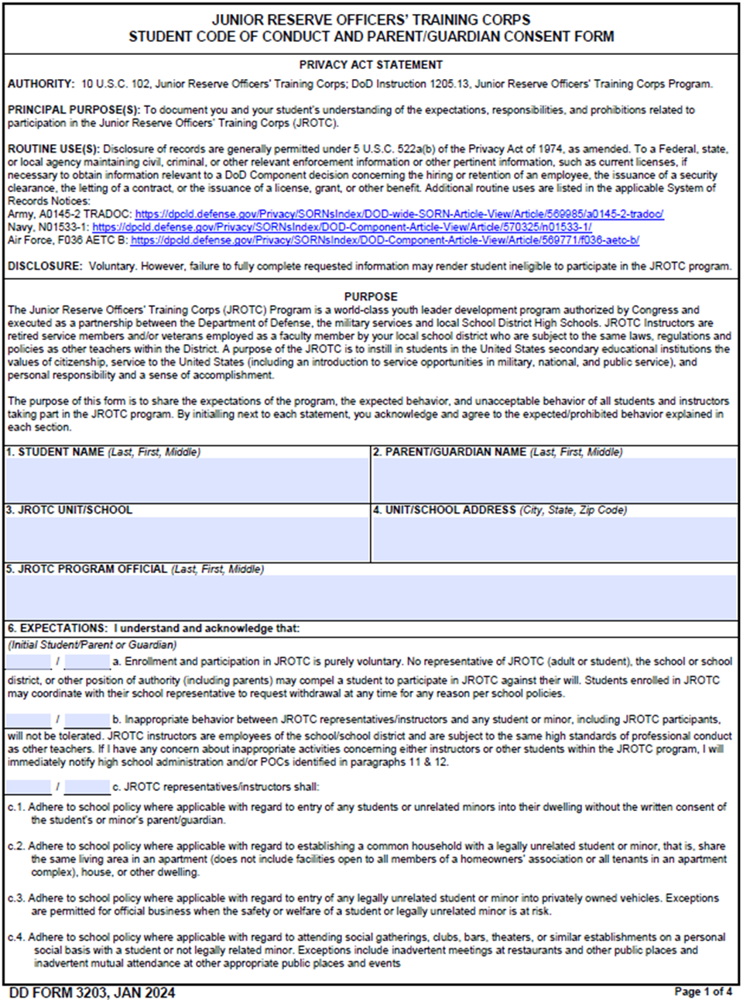 JUNIOR RESERVE OFFICERS' TRAINING CORPS
STUDENT CODE OF CONDUCT AND PARENT/GUARDIAN CONSENT FORM
PRIVACY ACT STATEMENT
AUTHORITY: 10 U.S.C. 102, Junior Reserve Officers' Training Corps; DoD Instruction 1205.13, Junior Reserve Officers' Training Corps Program.
PRINCIPAL PURPOSE(S): To document you and your student's understanding of the expectations, responsibilities, and prohibitions related to
participation in the Junior Reserve Officers' Training Corps (JROTC).
ROUTINE USE(S): Disclosure of records are generally permitted under 5 U.S.C. 522a(b) of the Privacy Act of 1974, as amended. To a Federal, state,
or local agency maintaining civil, criminal, or other relevant enforcement information or other pertinent information, such as current licenses, if
necessary to obtain information relevant to a DoD Component decision concerning the hiring or retention of an employee, the issuance of a security
clearance, the letting of a contract, or the issuance of a license, grant, or other benefit. Additional routine uses are listed in the applicable System of
Records Notices:
Army, A0145-2 TRADOC: https://dpcld.defense.gov/Privacy/SORNsIndex/DOD-wide-SORN-Article-View/Article/569985/a0145-2-tradoc/
Navy, N01533-1: https://dpcld.defense.gov/Privacy/SORNsIndex/DOD-Component-Article-View/Article/570325/n01533-1/
Air Force, F036 AETC B: https://dpcld.defense.gov/Privacy/SORNsIndex/DOD-Component-Article-View/Article/569771/f036-aetc-b/
DISCLOSURE: Voluntary. However, failure to fully complete requested information may render student ineligible to participate in the JROTC program.
PURPOSE
The Junior Reserve Officers' Training Corps (JROTC) Program is a world-class youth leader development program authorized by Congress and
executed as a partnership between the Department of Defense, the military services and local School District High Schools. JROTC Instructors are
retired service members and/or veterans employed as a faculty member by your local school district who are subject to the same laws, regulations and
policies as other teachers within the District. A purpose of the JROTC is to instill in students in the United States secondary educational institutions the
values of citizenship, service to the United States (including an introduction to service opportunities in military, national, and public service), and
personal responsibility and a sense of accomplishment.
The purpose of this form is to share the expectations of the program, the expected behavior, and unacceptable behavior of all students and instructors
taking part in the JROTC program. By initialling next to each statement, you acknowledge and agree to the expected/prohibited behavior explained in
each section.
1. STUDENT NAME (Last, First, Middle)
2. PARENT/GUARDIAN NAME (Last, First, Middle)
3. JROTC UNIT/SCHOOL
4. UNIT/SCHOOL ADDRESS (City, State, Zip Code)
5. JROTC PROGRAM OFFICIAL (Last, First, Middle)
6. EXPECTATIONS: I understand and acknowledge that:
(Initial Student/Parent or Guardian)
/ a. Enrollment and participation in JROTC is purely voluntary. No representative of JROTC (adult or student), the school or school
district, or other position of authority (including parents) may compel a student to participate in JROTC against their will. Students enrolled in JROTC
may coordinate with their school representative to request withdrawal at any time for any reason per school policies.
/ b. Inappropriate behavior between JROTC representatives/instructors and any student or minor, including JROTC participants,
will not be tolerated. JROTC instructors are employees of the school/school district and are subject to the same high standards of professional conduct
as other teachers. If I have any concern about inappropriate activities concerning either instructors or other students within the JROTC program, I will
immediately notify high school administration and/or POCs identified in paragraphs 11 & 12.
/ c. JROTC representatives/instructors shall:
c.1. Adhere to school policy where applicable with regard to entry of any students or unrelated minors into their dwelling without the written consent of
the student's or minor's parent/guardian.
c.2. Adhere to school policy where applicable with regard to establishing a common household with a legally unrelated student or minor, that is, share
the same living area in an apartment (does not include facilities open to all members of a homeowners' association or all tenants in an apartment
complex), house, or other dwelling.
c.3. Adhere to school policy where applicable with regard to entry of any legally unrelated student or minor into privately owned vehicles. Exceptions
are permitted for official business when the safety or welfare of a student or legally unrelated minor is at risk.
c.4. Adhere to school policy where applicable with regard to attending social gatherings, clubs, bars, theaters, or similar establishments on a personal
social basis with a student or not legally related minor. Exceptions include inadvertent meetings at restaurants and other public places and
inadvertent mutual attendance at other appropriate public places and events
DD FORM 3203, JAN 2024
Page 1 of 4